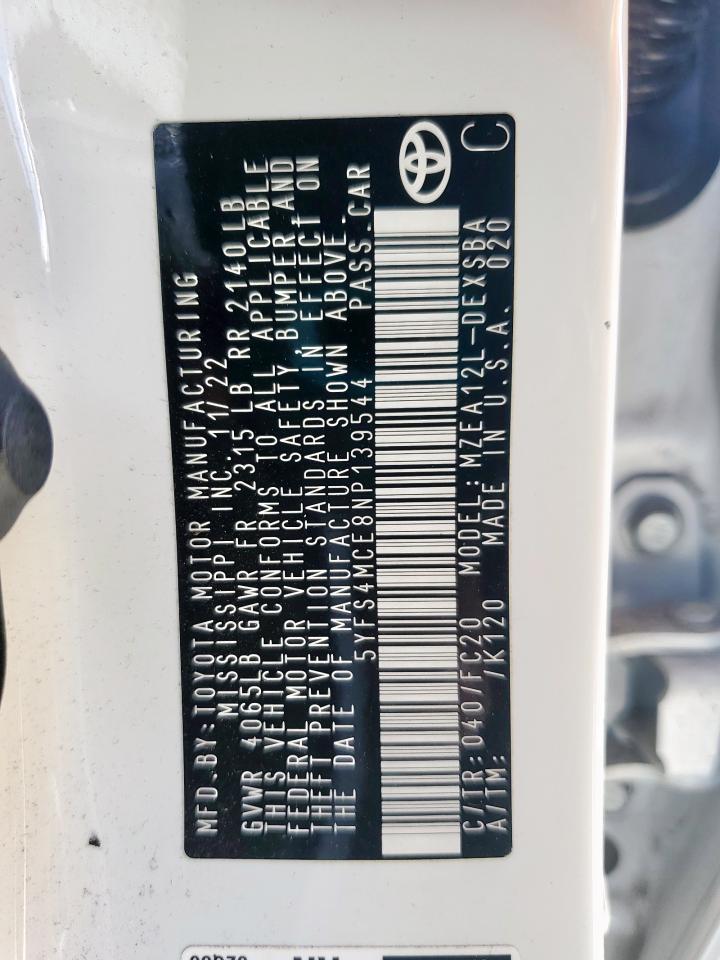 MFD.BY:TOYOTA MOTOR MANUFACTURING
MISSISSIPPI INC. 11/22
GVWR 4065LB GAWR FR 2315 LB RR 2140LB
THIS VEHICLE CONFORMS TO ALL APPLICABLE
FEDERAL MOTOR VEHICLE SAFETY,BUMPER,AND
THEFT PREVENTION STANDARDS IN EFFECT ON
THE DATE OF MANUFACTURE SHOWN ABOVE.
5YFS4MCE8NP139544 PASS.CAR
C/TR:040/FC20 MODEL:MZEA12L-DEXSBA
A/TM: /K120 MADE IN U.S.A. 020 C